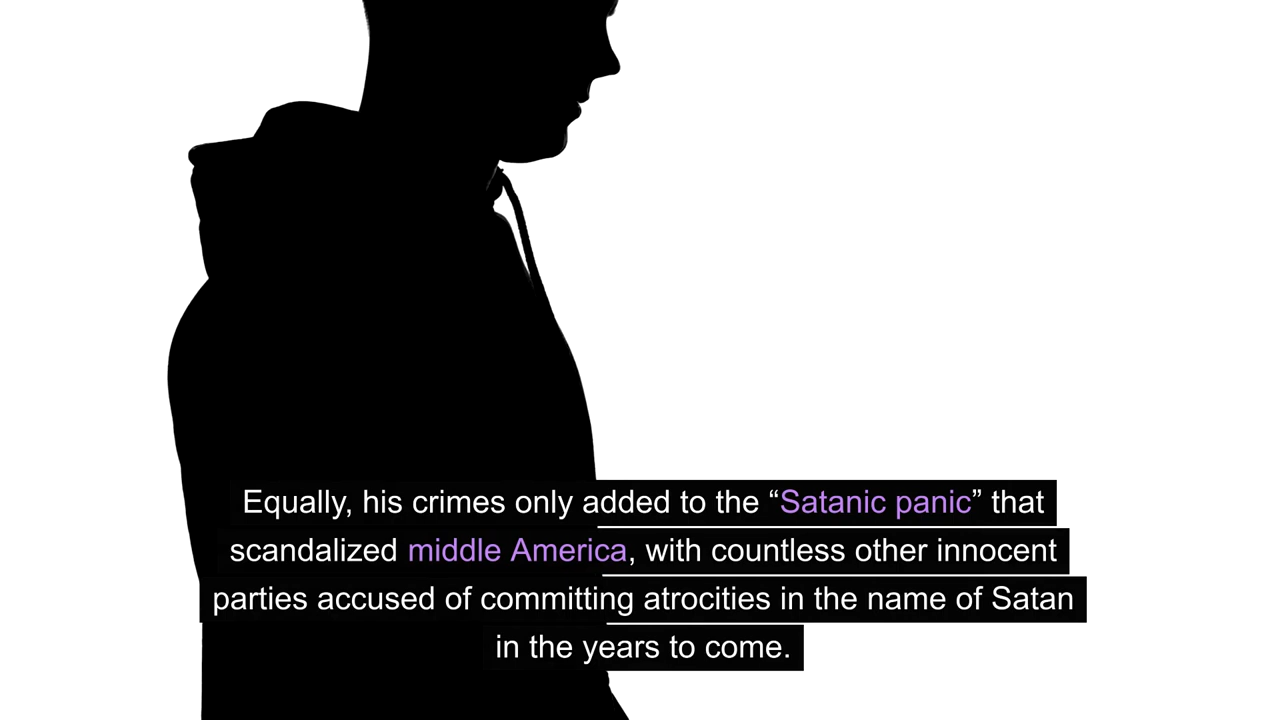 Equally, his crimes only added to the “Satanic panic” that
scandalized middle America, with countless other innocent
parties accused of committing atrocities in the name of Satan
in the years to come.